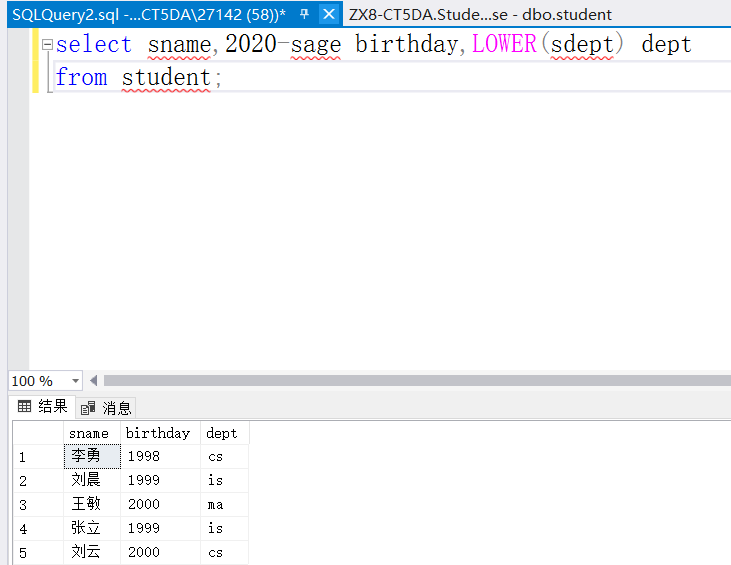 SQLQuery2.sql -...CT5DA\27142 (58))* ZX8-CT5DA.Stude...se - dbo.student
select sname,2020-sage birthday,LOWER(sdept) dept
from student;
100 %
结果 消息
sname birthday dept
1 李勇 1998 cs
2 刘晨 1999 is
3 王敏 2000 ma
4 张立 1999 is
5 刘云 2000 cs